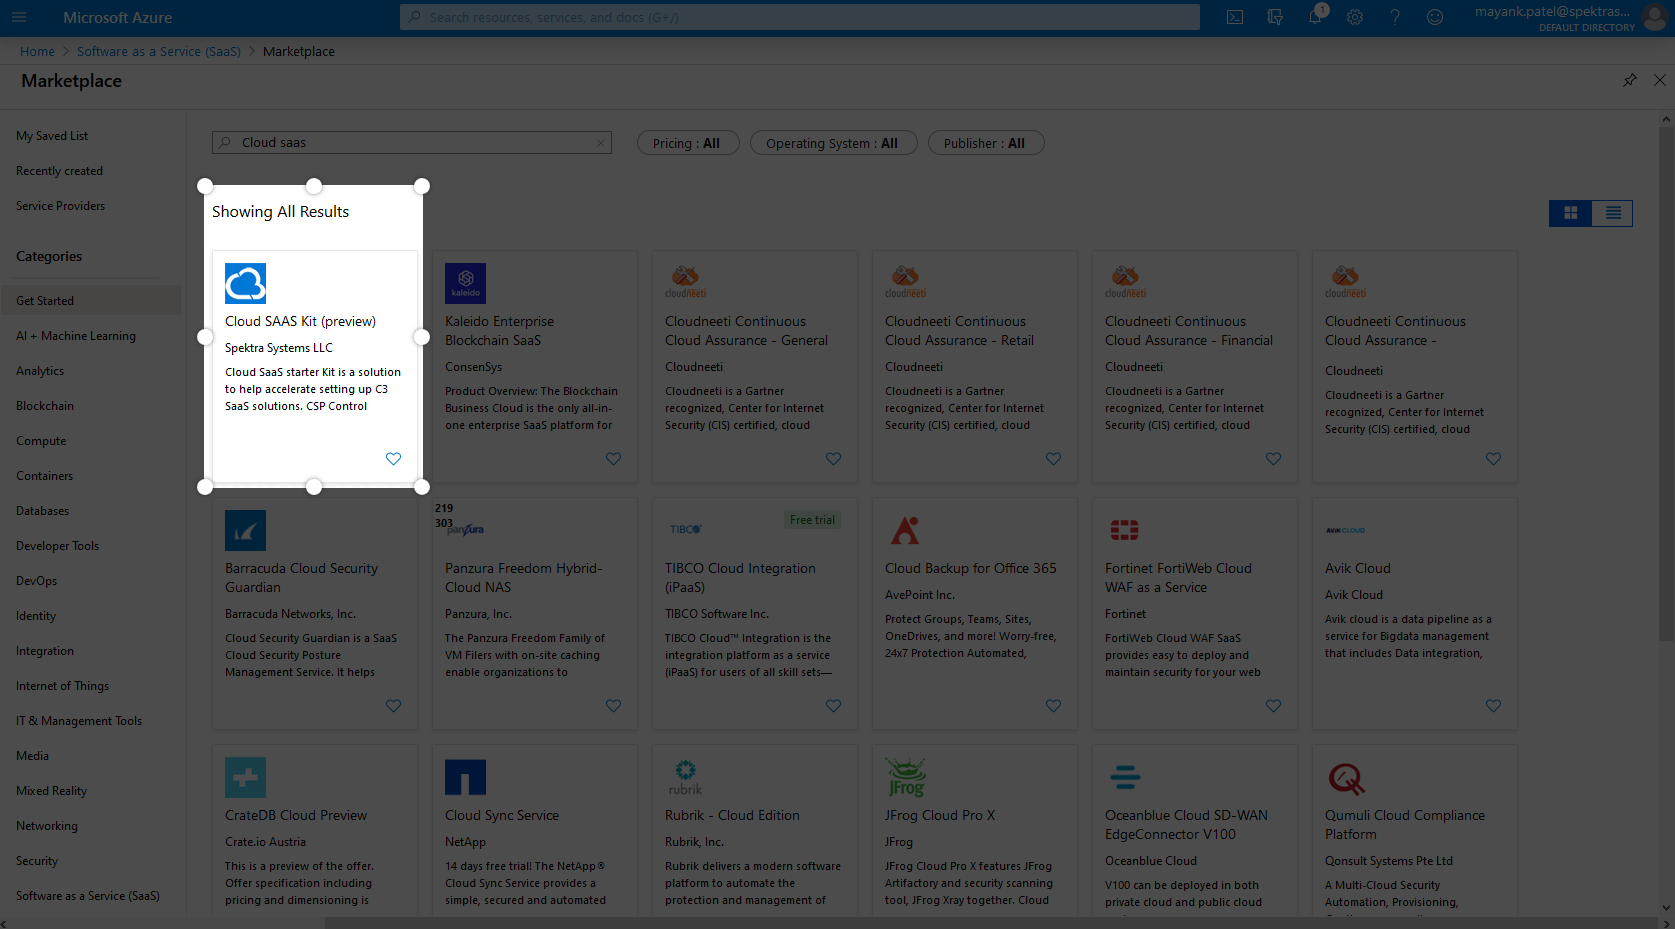 Microsoft Azure
Search resources, services, and docs (G+/)
1
mayank.patel@spektras...
DEFAULT DIRECTORY
Home > Software as a Service (SaaS) > Marketplace
Marketplace
My Saved List
Recently created
Service Providers
Categories
Get Started
AI + Machine Learning
Analytics
Blockchain
Compute
Containers
Databases
Developer Tools
DevOps
Identity
Integration
Internet of Things
IT & Management Tools
Media
Mixed Reality
Networking
Security
Software as a Service (SaaS)
Cloud saas
Pricing : All
Operating System : All
Publisher : All
Showing All Results
Cloud SAAS Kit (preview)
Spektra Systems LLC
Cloud SaaS starter Kit is a solution
to help accelerate setting up C3
SaaS solutions. CSP Control
kaleido
Kaleido Enterprise
Blockchain SaaS
ConsenSys
Product Overview: The Blockchain
Business Cloud is the only all-in-
one enterprise SaaS platform for
cloudneeti
Cloudneeti Continuous
Cloud Assurance - General
Cloudneeti
Cloudneeti is a Gartner
recognized, Center for Internet
Security (CIS) certified, cloud
cloudneeti
Cloudneeti Continuous
Cloud Assurance - Retail
Cloudneeti
Cloudneeti is a Gartner
recognized, Center for Internet
Security (CIS) certified, cloud
cloudneeti
Cloudneeti Continuous
Cloud Assurance - Financial
Cloudneeti
Cloudneeti is a Gartner
recognized, Center for Internet
Security (CIS) certified, cloud
cloudneeti
Cloudneeti Continuous
Cloud Assurance -
Cloudneeti
Cloudneeti is a Gartner
recognized, Center for Internet
Security (CIS) certified, cloud
Barracuda Cloud Security
Guardian
Barracuda Networks, Inc.
Cloud Security Guardian is a SaaS
Cloud Security Posture
Management Service. It helps
219
303
panzura
Panzura Freedom Hybrid-
Cloud NAS
Panzura, Inc.
The Panzura Freedom Family of
VM Filers with on-site caching
enable organizations to
TIBCO
Free trial
TIBCO Cloud Integration
(iPaaS)
TIBCO Software Inc.
TIBCO Cloud™ Integration is the
integration platform as a service
(iPaaS) for users of all skill sets—
Cloud Backup for Office 365
AvePoint Inc.
Protect Groups, Teams, Sites,
OneDrives, and more! Worry-free,
24x7 Protection Automated,
Fortinet FortiWeb Cloud
WAF as a Service
Fortinet
FortiWeb Cloud WAF SaaS
provides easy to deploy and
maintain security for your web
AVIK CLOUD
Avik Cloud
Avik Cloud
Avik cloud is a data pipeline as a
service for Bigdata management
that includes Data integration,
CrateDB Cloud Preview
Crate.io Austria
This is a preview of the offer.
Offer specification including
pricing and dimensioning is
Cloud Sync Service
NetApp
14 days free trial! The NetApp®
Cloud Sync Service provides a
simple, secured and automated
rubrik
Rubrik - Cloud Edition
Rubrik, Inc.
Rubrik delivers a modern software
platform to automate the
protection and management of
JFrog
JFrog Cloud Pro X
JFrog
JFrog Cloud Pro X features JFrog
Artifactory and security scanning
tool, JFrog Xray together. Cloud
Oceanblue Cloud SD-WAN
EdgeConnector V100
Oceanblue Cloud
V100 can be deployed in both
private cloud and public cloud
Qumuli Cloud Compliance
Platform
Qonsult Systems Pte Ltd
A Multi-Cloud Security
Automation, Provisioning,